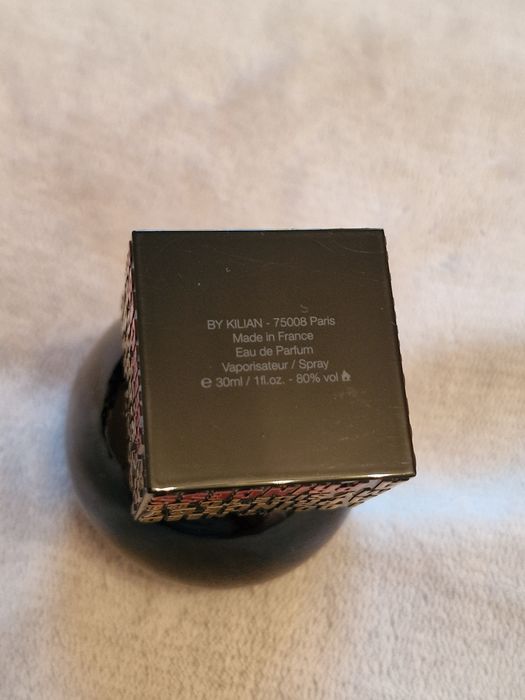 BY KILIAN - 75008 Paris
Made in France
Eau de Parfum
Vaporisateur / Spray
℮ 30ml / 1fl.oz. - 80% vol